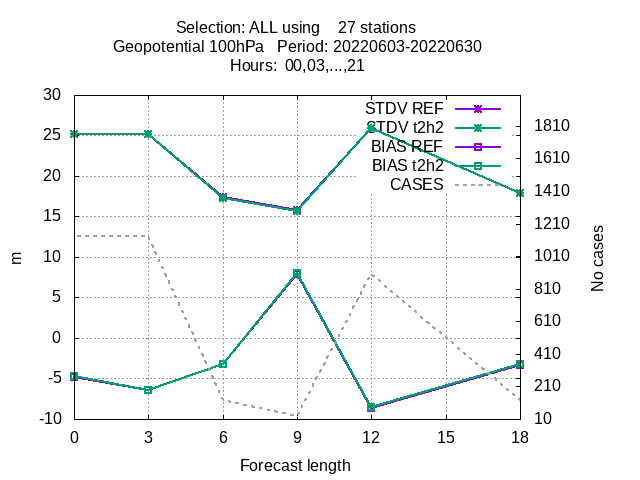 Selection: ALL using    27 stations
Geopotential 100hPa   Period: 20220603-20220630
Hours:  00,03,...,21
STDV REF
STDV t2h2
BIAS REF
BIAS t2h2
CASES
30
25
20
15
10
5
0
-5
-10
m
1810
1610
1410
1210
1010
810
610
410
210
10
No cases
0 3 6 9 12 15 18
Forecast length